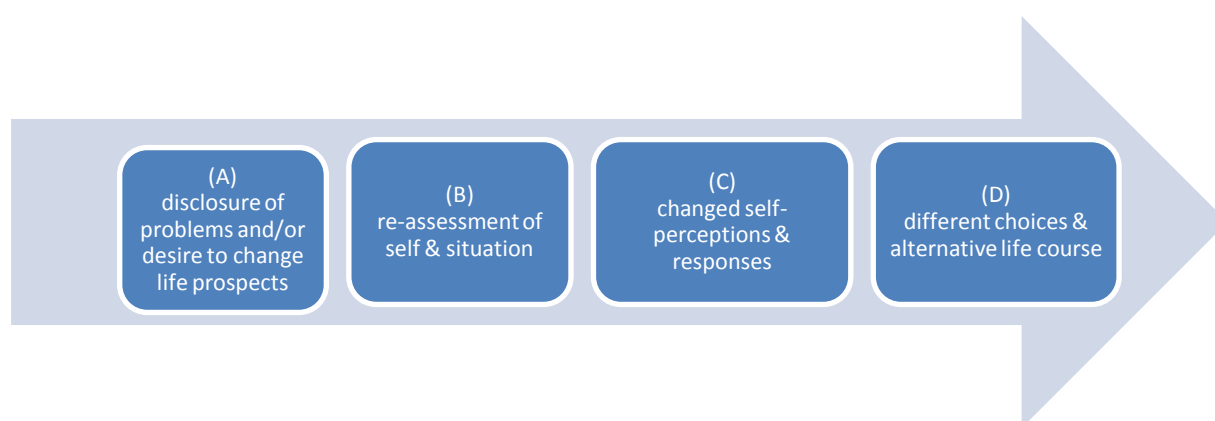 (A)
disclosure of
problems and/or
desire to change
life prospects
(B)
re-assessment of
self & situation
(C)
changed self-
perceptions &
responses
(D)
different choices &
alternative life course